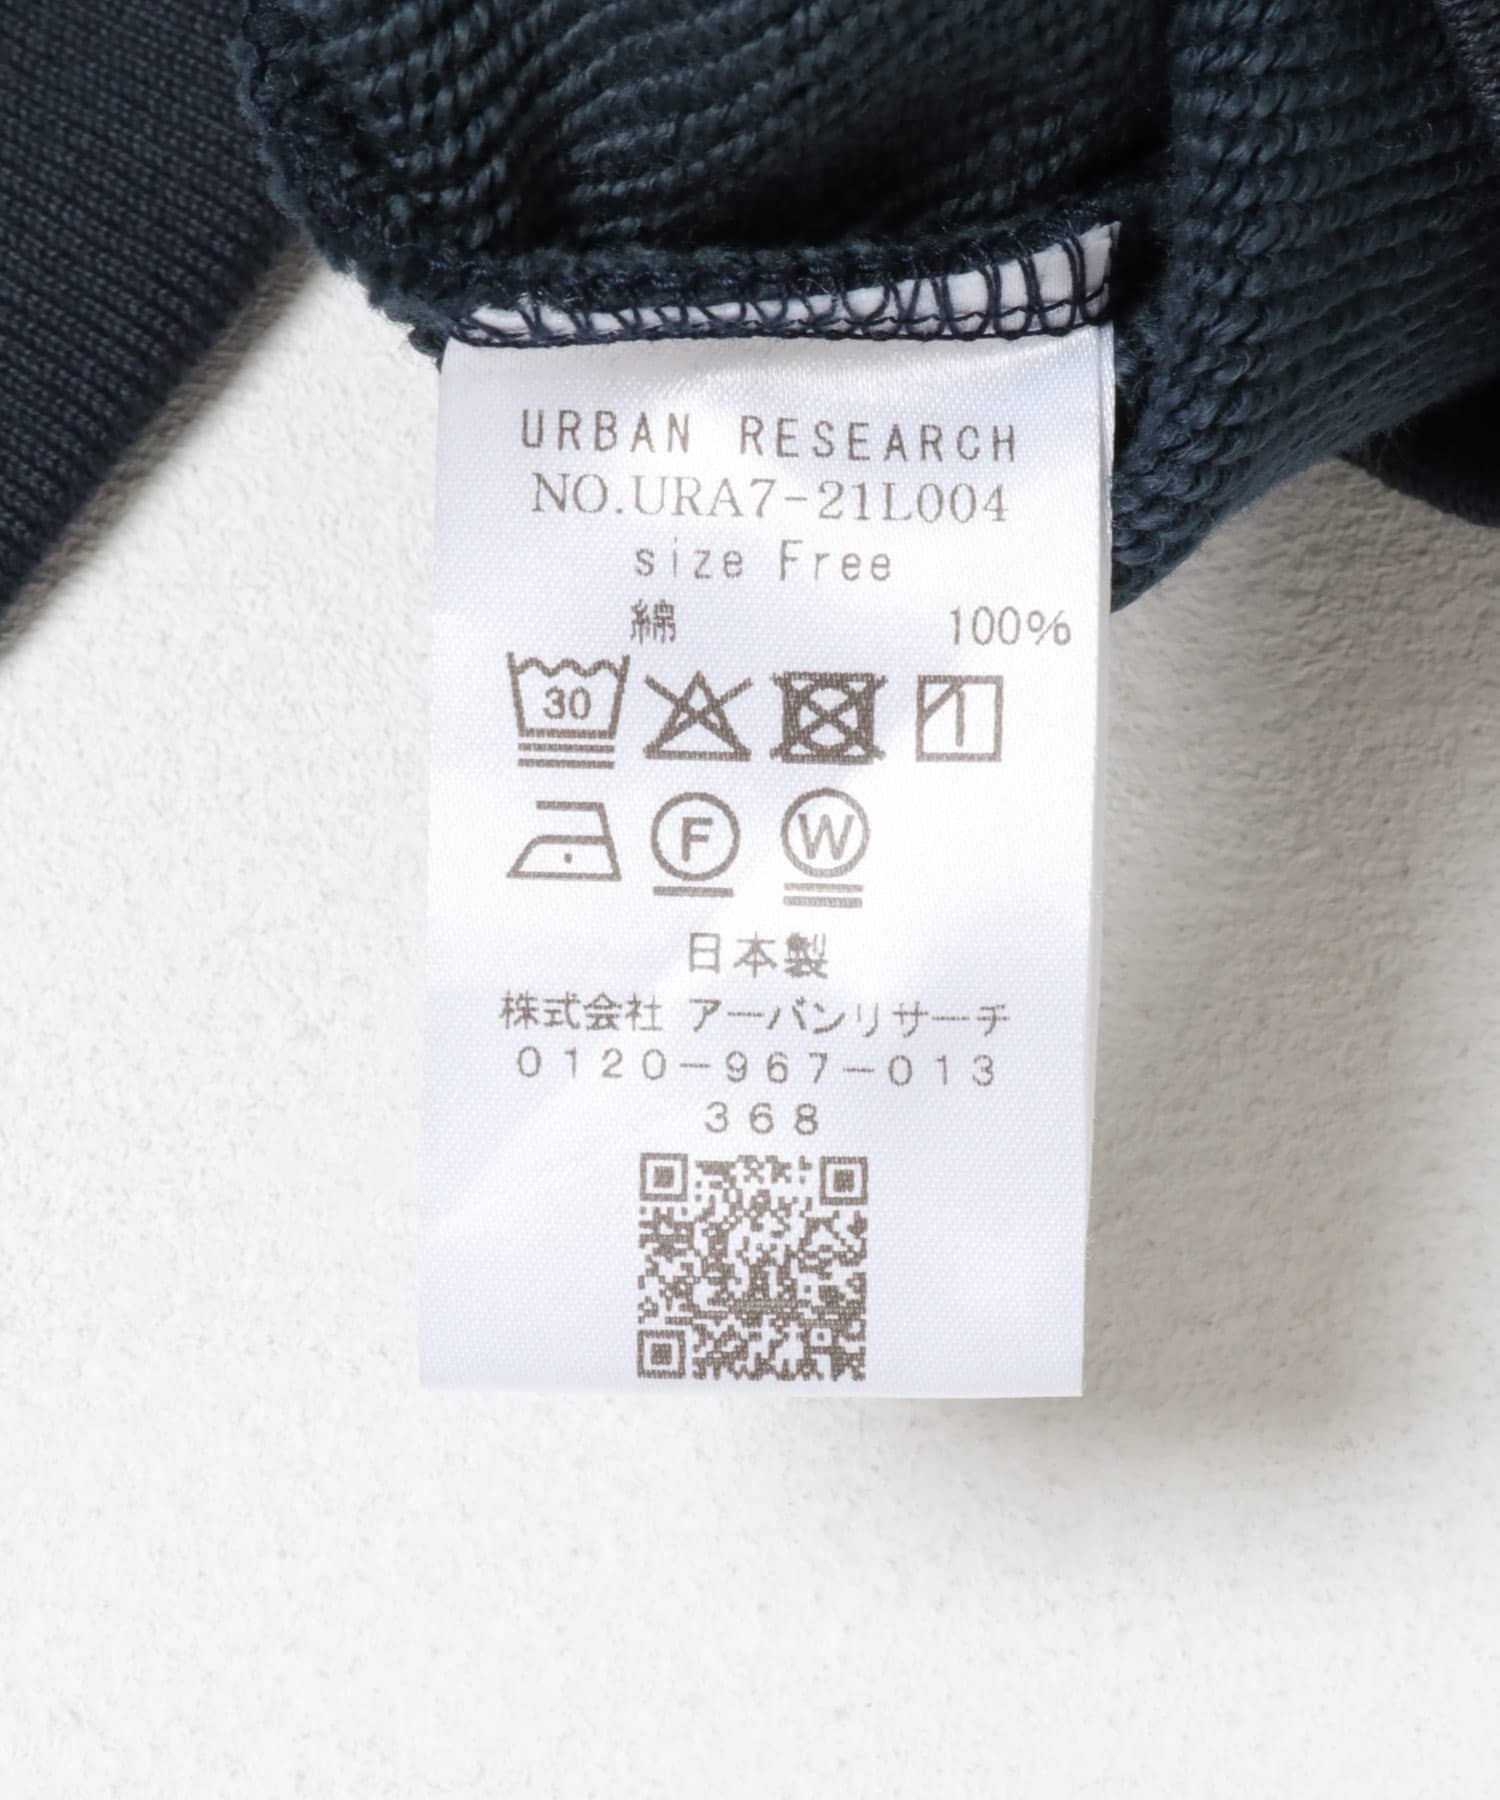 URBAN RESEARCH
NO.URA7-21L004
size Free
綿 100%
30
F W
日本製
株式会社 アーバンリサーチ
0120-967-013
368